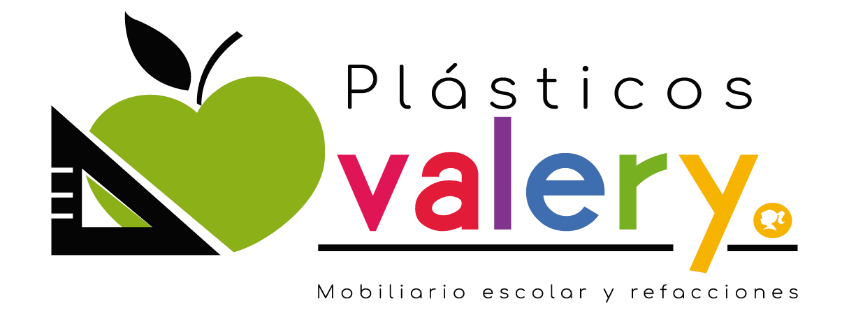 Plásticos
valery
Mobiliario escolar y refacciones